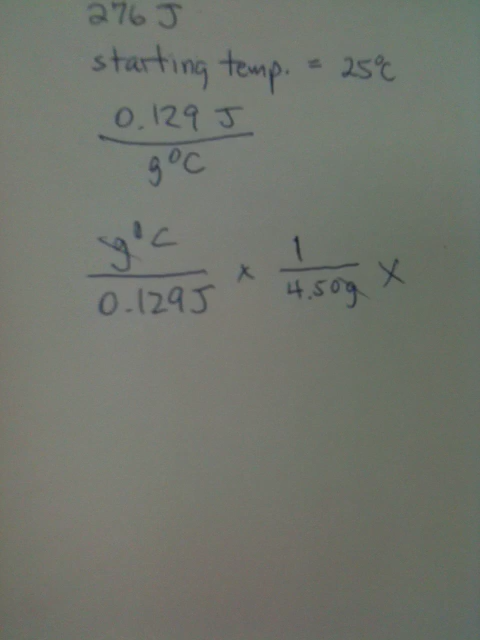 276 J
starting temp. = 25°C
0.129 J
g°C
g°C
0.129J
x
1
4.50g
x